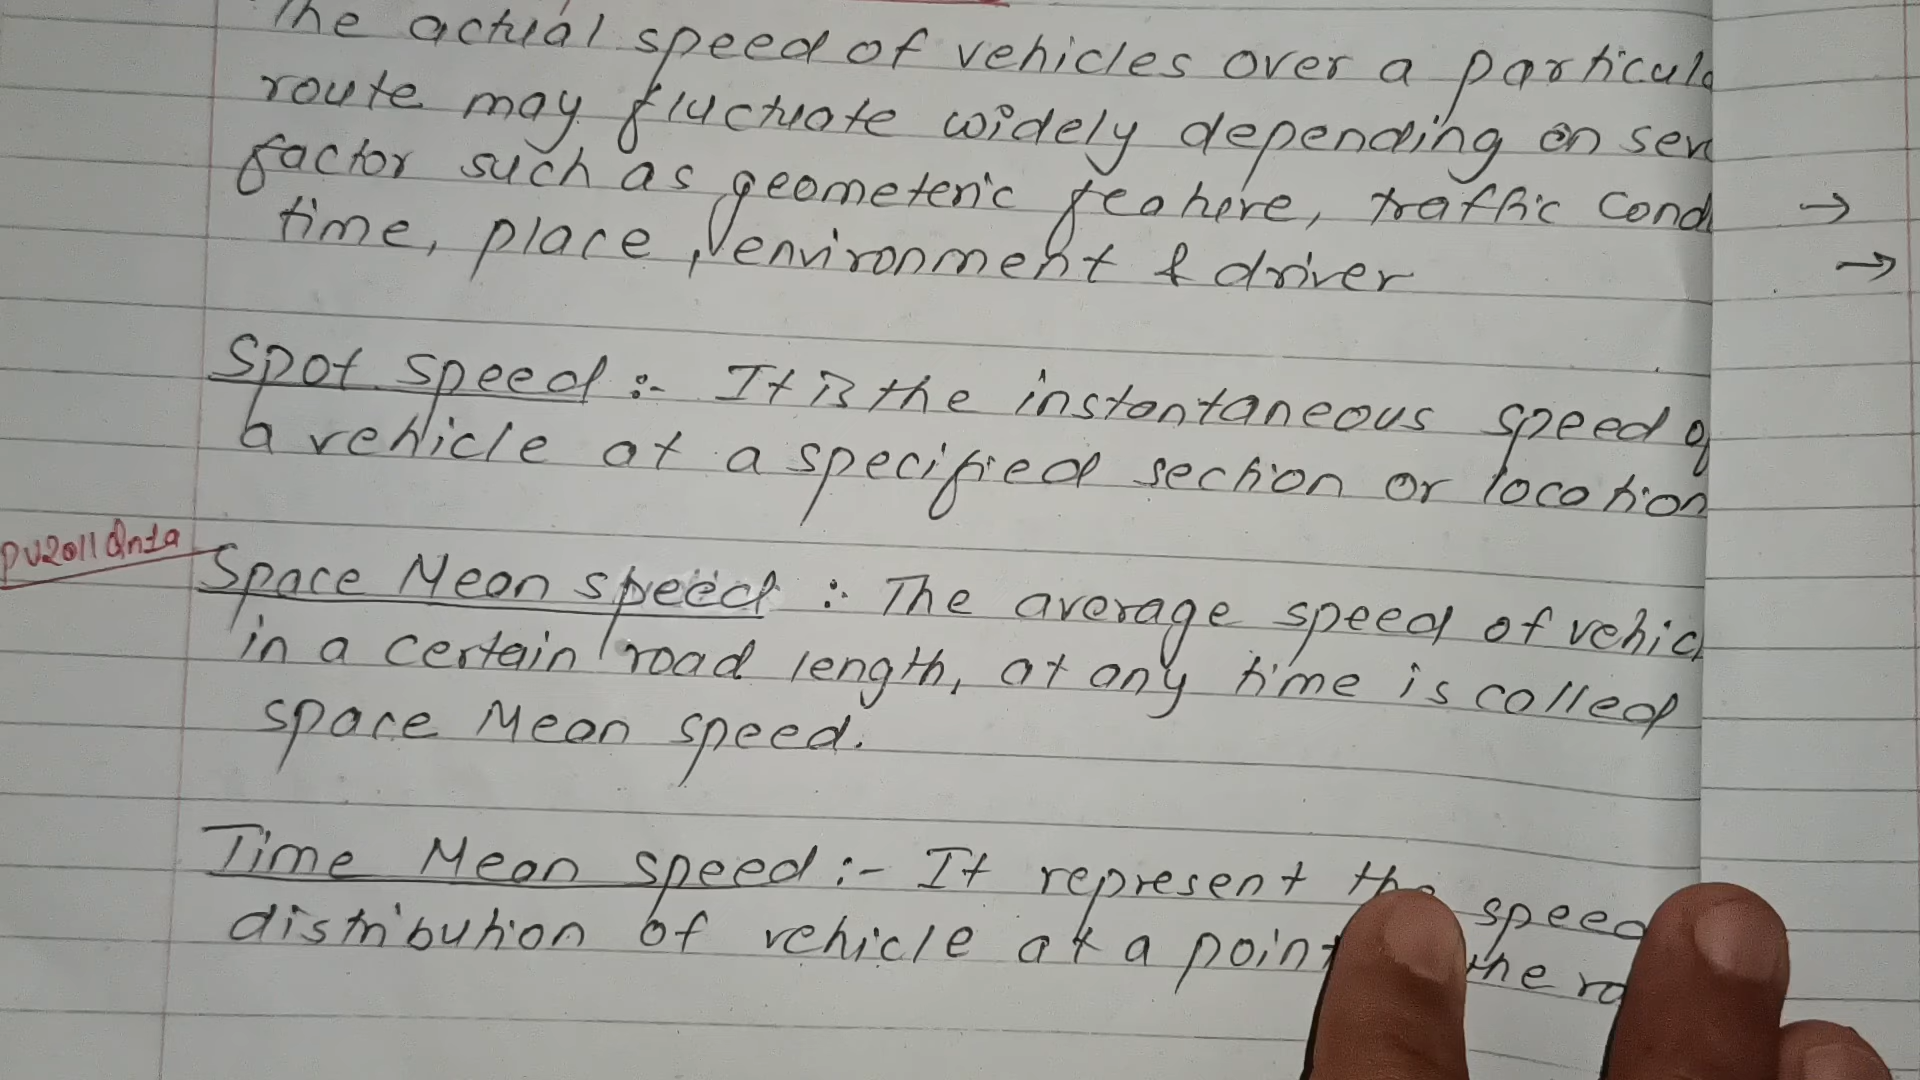 The actual speed of vehicles over a particula
route may fluctuate widely depending on sev
factor such as geometeric feature, traffic cond
time, place, environment & driver
Spot speed :- It is the instantaneous speed of
a vehicle at a specified section or location
PU2011 Qn1a
Space Mean speed : The average speed of vehicl
in a certain road length, at any time is called
space Mean speed.
Time Mean speed :- It represent the speed
distribution of vehicle at a point the ro